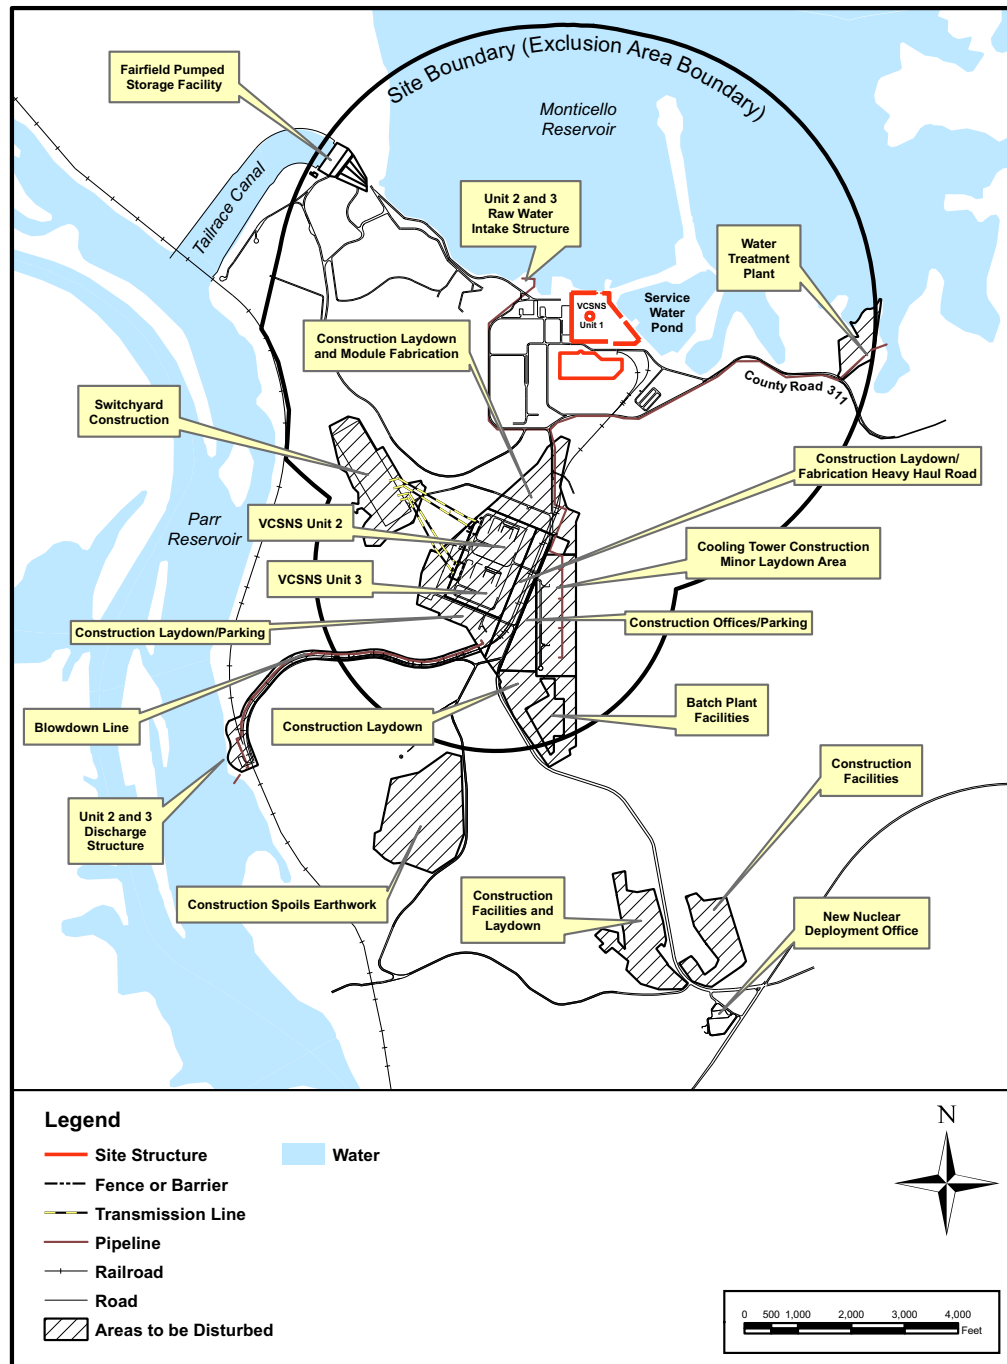 Site Boundary (Exclusion Area Boundary)
Fairfield Pumped
Storage Facility
Monticello
Reservoir
Tailrace Canal
Unit 2 and 3
Raw Water
Intake Structure
Water
Treatment
Plant
VCSNS
Unit 1
Service
Water
Pond
Construction Laydown
and Module Fabrication
County Road 311
Switchyard
Construction
Construction Laydown/
Fabrication Heavy Haul Road
Parr
Reservoir
VCSNS Unit 2
Cooling Tower Construction
Minor Laydown Area
VCSNS Unit 3
Construction Laydown/Parking
Construction Offices/Parking
Blowdown Line
Construction Laydown
Batch Plant
Facilities
Construction
Facilities
Unit 2 and 3
Discharge
Structure
Construction Spoils Earthwork
Construction
Facilities and
Laydown
New Nuclear
Deployment Office
Legend
Site Structure
Water
Fence or Barrier
Transmission Line
Pipeline
Railroad
Road
Areas to be Disturbed
N
0 500 1,000 2,000 3,000 4,000
Feet